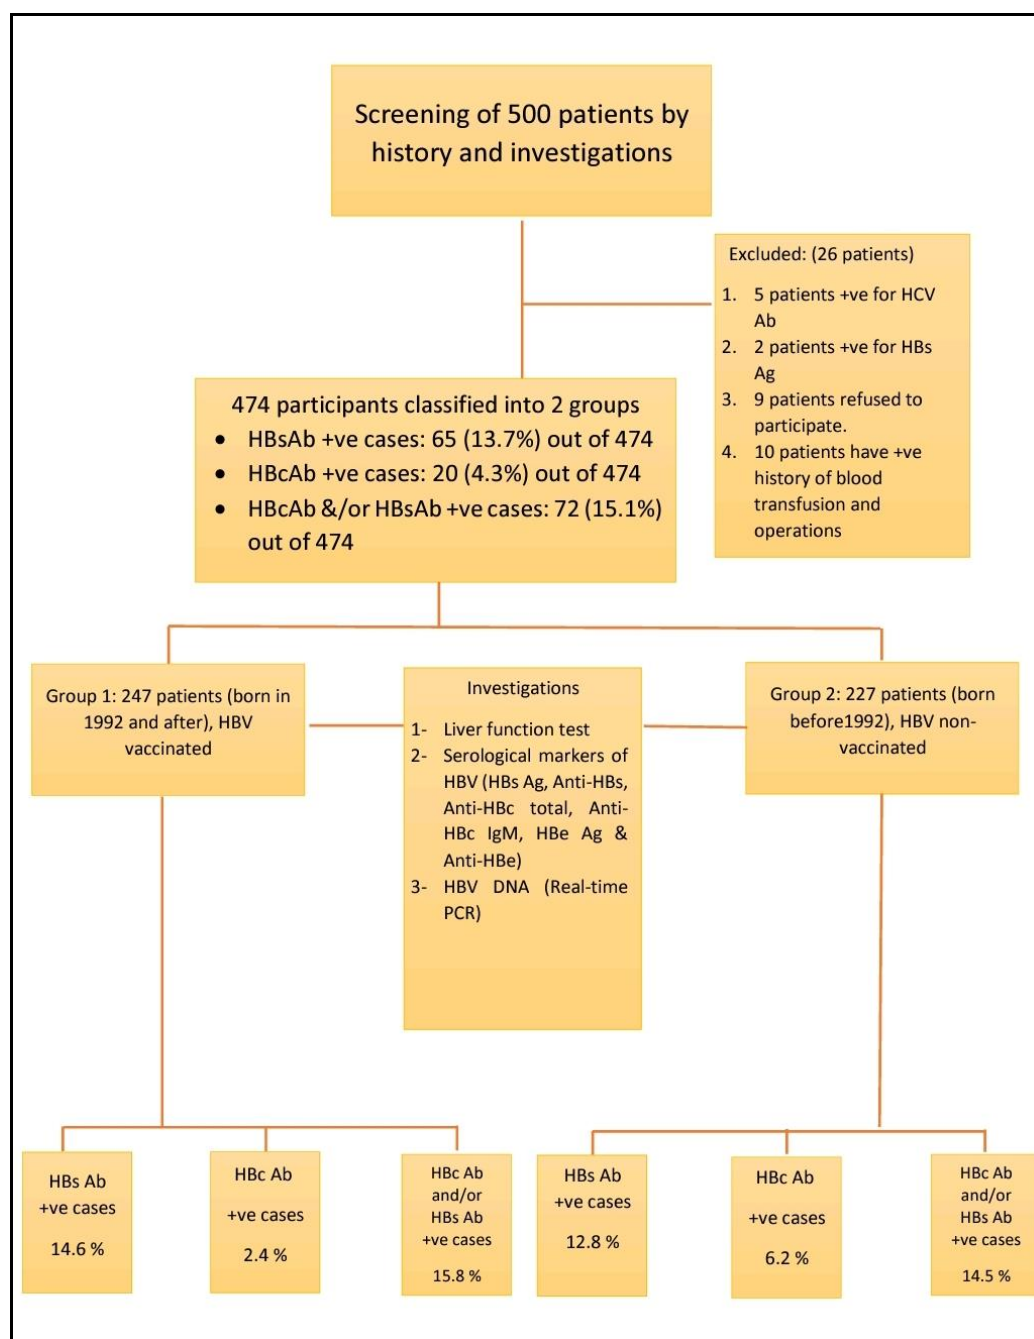 Screening of 500 patients by
history and investigations
Excluded: (26 patients)
1. 5 patients +ve for HCV
Ab
2. 2 patients +ve for HBs
Ag
3. 9 patients refused to
participate.
4. 10 patients have +ve
history of blood
transfusion and
operations
474 participants classified into 2 groups
• HBsAb +ve cases: 65 (13.7%) out of 474
• HBcAb +ve cases: 20 (4.3%) out of 474
• HBcAb &/or HBsAb +ve cases: 72 (15.1%)
out of 474
Group 1: 247 patients (born in
1992 and after), HBV
vaccinated
Investigations
1- Liver function test
2- Serological markers of
HBV (HBs Ag, Anti-HBs,
Anti-HBc total, Anti-
HBc IgM, HBe Ag &
Anti-HBe)
3- HBV DNA (Real-time
PCR)
Group 2: 227 patients (born
before1992), HBV non-
vaccinated
HBs Ab
+ve cases
14.6 %
HBc Ab
+ve cases
2.4 %
HBc Ab
and/or
HBs Ab
+ve cases
15.8 %
HBs Ab
+ve cases
12.8 %
HBc Ab
+ve cases
6.2 %
HBc Ab
and/or
HBs Ab
+ve cases
14.5 %